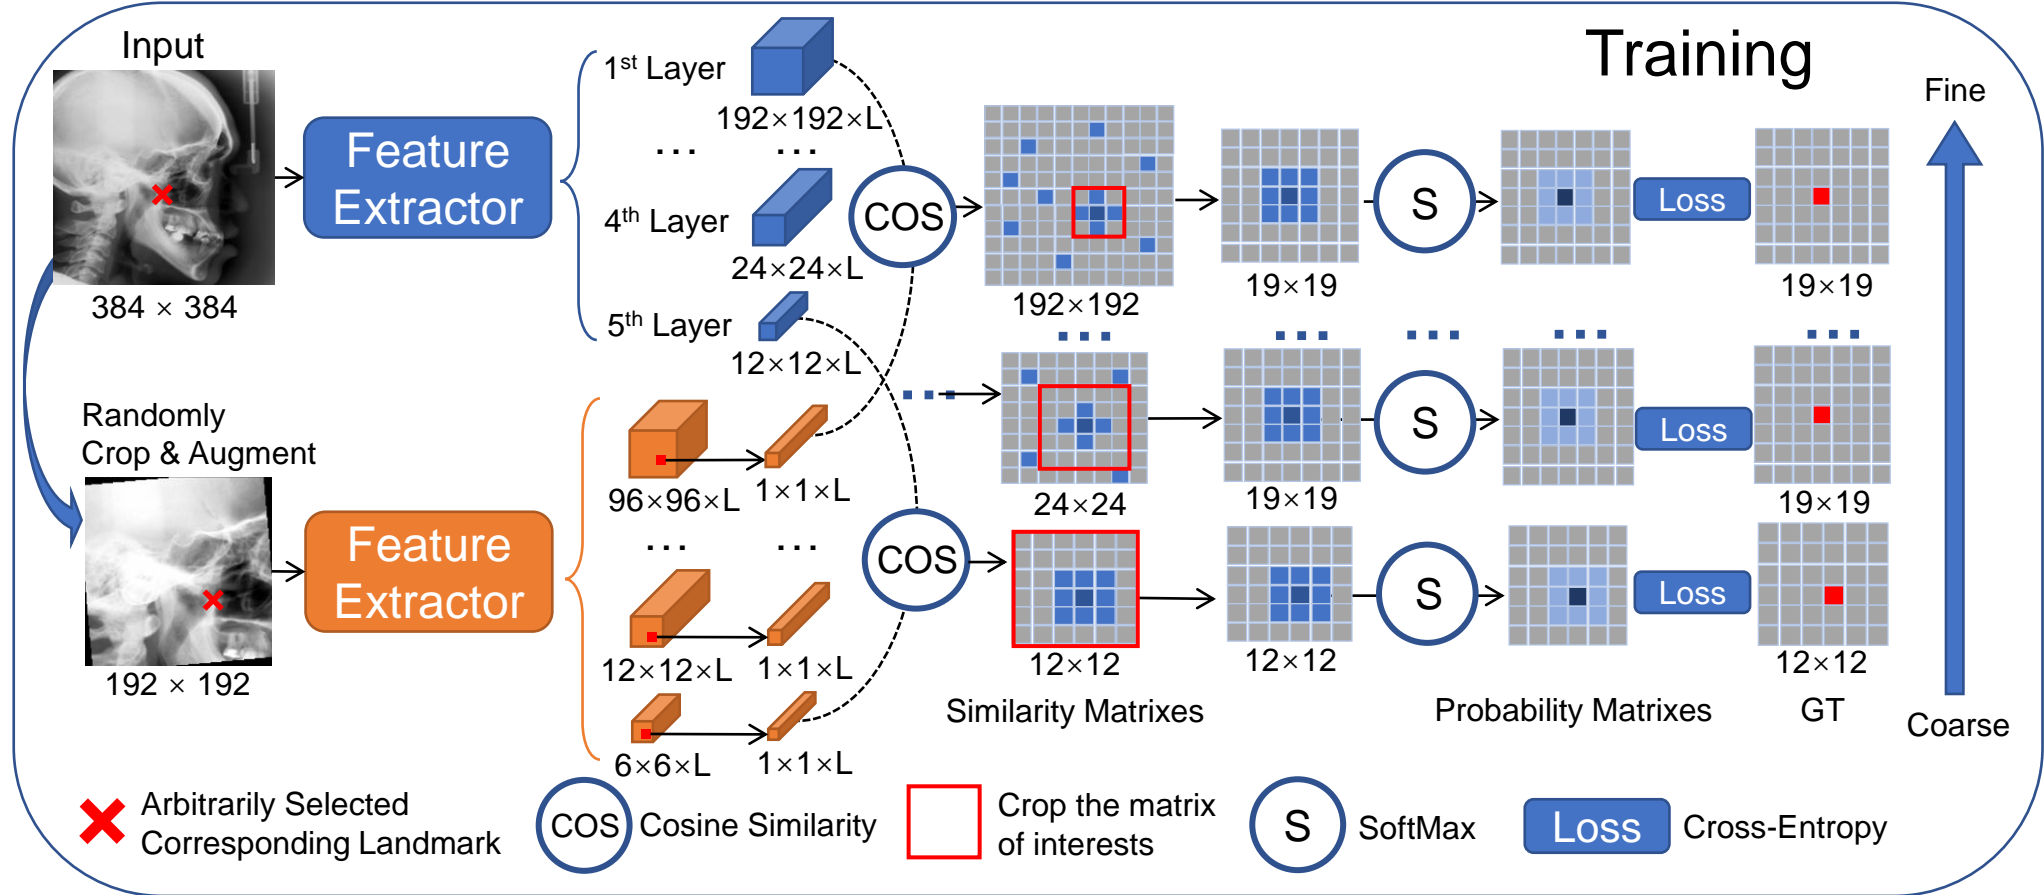 Training
Input
384 × 384
Feature
Extractor
1st Layer
192×192×L
...
...
4th Layer
24×24×L
5th Layer
12×12×L
COS
192×192
19×19
S
Loss
19×19
Fine
Randomly
Crop & Augment
192 × 192
Feature
Extractor
96×96×L
1×1×L
...
...
12×12×L
1×1×L
6×6×L
1×1×L
COS
...
...
24×24
...
19×19
...
S
...
Loss
...
19×19
12×12
12×12
S
Loss
12×12
Similarity Matrixes
Probability Matrixes
GT
Coarse
Arbitrarily Selected
Corresponding Landmark
COS
Cosine Similarity
Crop the matrix
of interests
S
SoftMax
Loss
Cross-Entropy